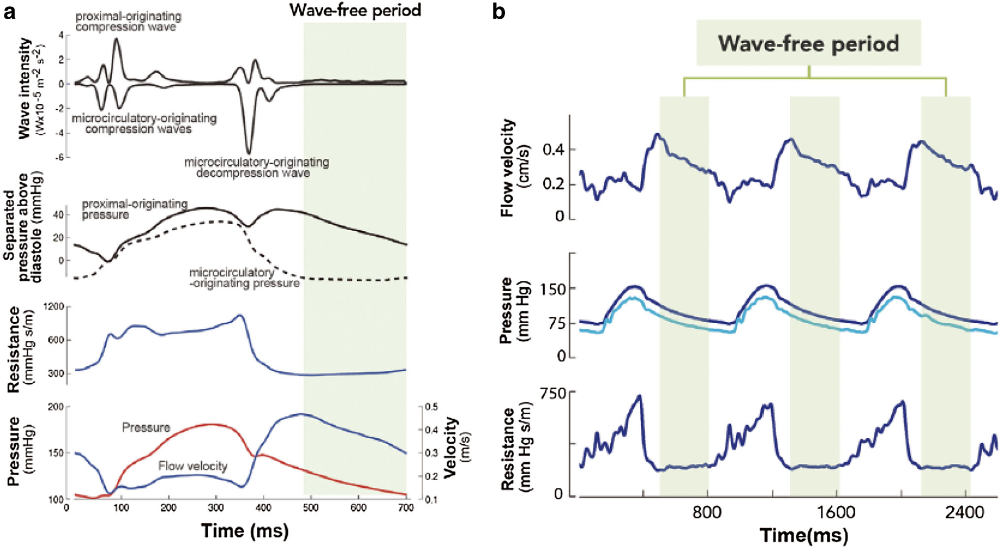 a
Wave-free period
proximal-originating
compression wave
Wave intensity
(Wx10⁻⁵ m⁻² s⁻²)
4
2
0
-2
-4
-6
microcirculatory-originating
compression waves
microcirculatory-originating
decompression wave
Separated
pressure above
diastole (mmHg)
40
20
0
proximal-originating
pressure
microcirculatory
-originating pressure
Resistance
(mmHg s/m)
1200
600
300
Pressure
(mmHg)
200
150
100
Pressure
Flow velocity
0.5
0.4
0.3
0.2
0.1
Velocity
(m/s)
0 100 200 300 400 500 600 700
Time (ms)
b
Wave-free period
Flow velocity
(cm/s)
0.4
0.2
0
Pressure
(mm Hg)
150
75
0
Resistance
(mm Hg s/m)
750
0
800 1600 2400
Time(ms)